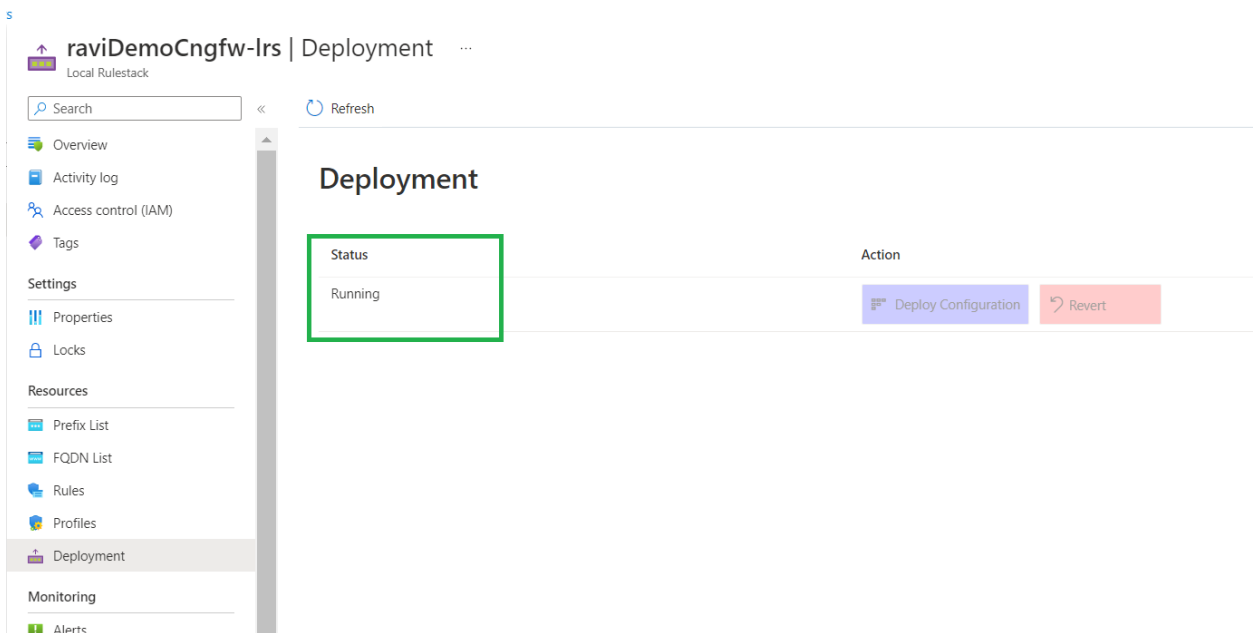 s
raviDemoCngfw-lrs | Deployment ...
Local Rulestack
Search «
Refresh
Overview
Activity log
Access control (IAM)
Tags
Settings
Properties
Locks
Resources
Prefix List
FQDN List
Rules
Profiles
Deployment
Monitoring
Alerts
Deployment
Status Action
Running Deploy Configuration Revert